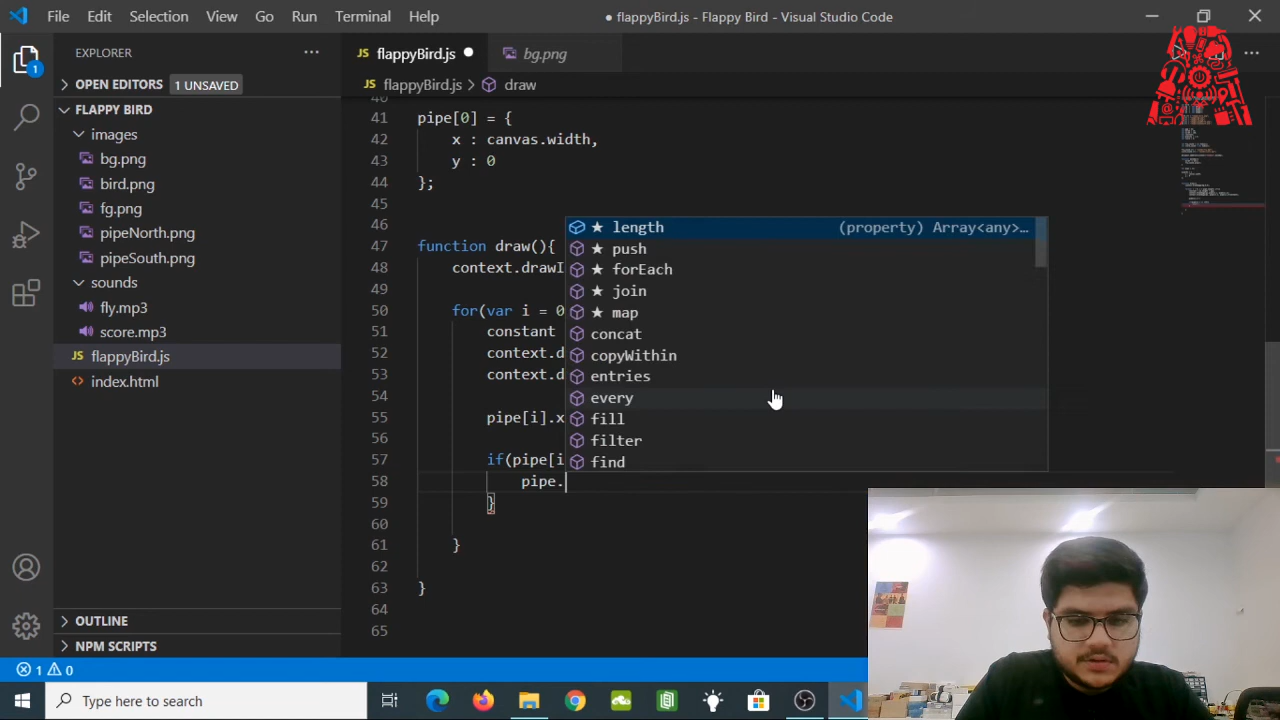 File Edit Selection View Go Run Terminal Help
● flappyBird.js - Flappy Bird - Visual Studio Code
EXPLORER
OPEN EDITORS 1 UNSAVED
FLAPPY BIRD
images
bg.png
bird.png
fg.png
pipeNorth.png
pipeSouth.png
sounds
fly.mp3
score.mp3
JS flappyBird.js
<> index.html
OUTLINE
NPM SCRIPTS
1
JS flappyBird.js ●
bg.png
JS flappyBird.js > draw
41 pipe[0] = {
42 x : canvas.width,
43 y : 0
44 };
45
46
47 function draw(){
48 context.drawI
49
50 for(var i = 0
51 constant
52 context.d
53 context.d
54
55 pipe[i].x
56
57 if(pipe[i
58 pipe.
59 }
60
61 }
62
63 }
64
65
★ length (property) Array<any>…
★ push
★ forEach
★ join
★ map
concat
copyWithin
entries
every
fill
filter
find
1 0
Type here to search